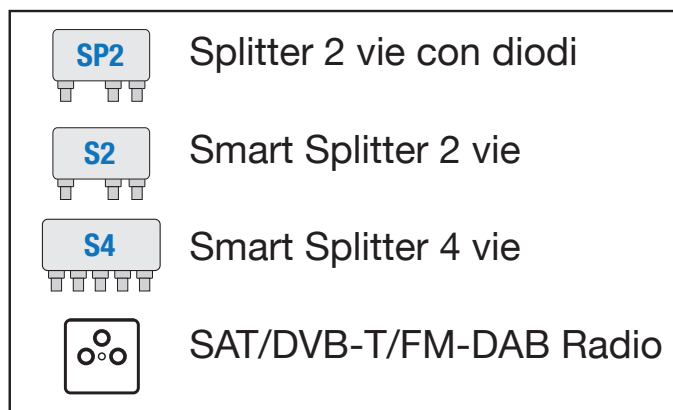 SP2 Splitter 2 vie con diodi
S2 Smart Splitter 2 vie
S4 Smart Splitter 4 vie
SAT/DVB-T/FM-DAB Radio